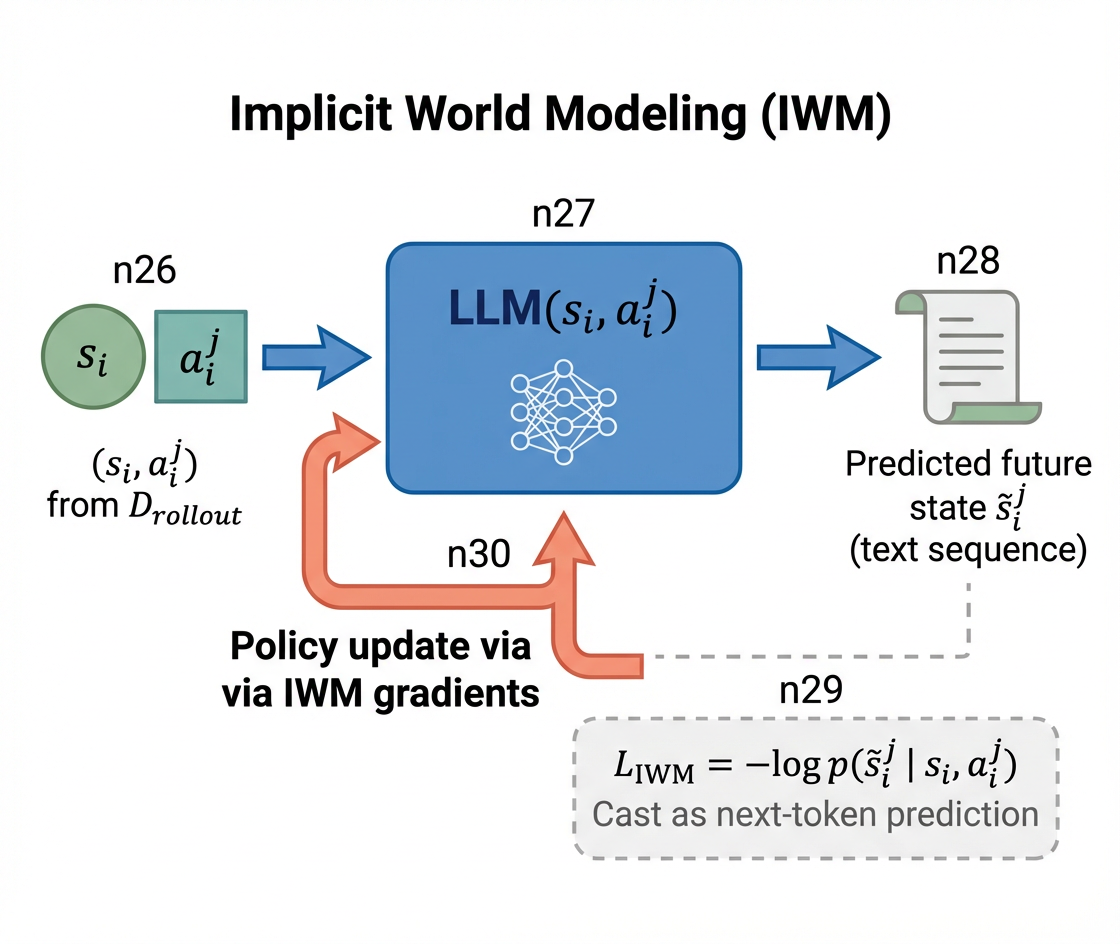 Implicit World Modeling (IWM)
n26
n27
n28
s_i
a_i^j
LLM(s_i, a_i^j)
(s_i, a_i^j)
from D_rollout
Predicted future
state s̃_i^j
(text sequence)
n30
Policy update via
via IWM gradients
n29
L_IWM = −log p(s̃_i^j | s_i, a_i^j)
Cast as next-token prediction